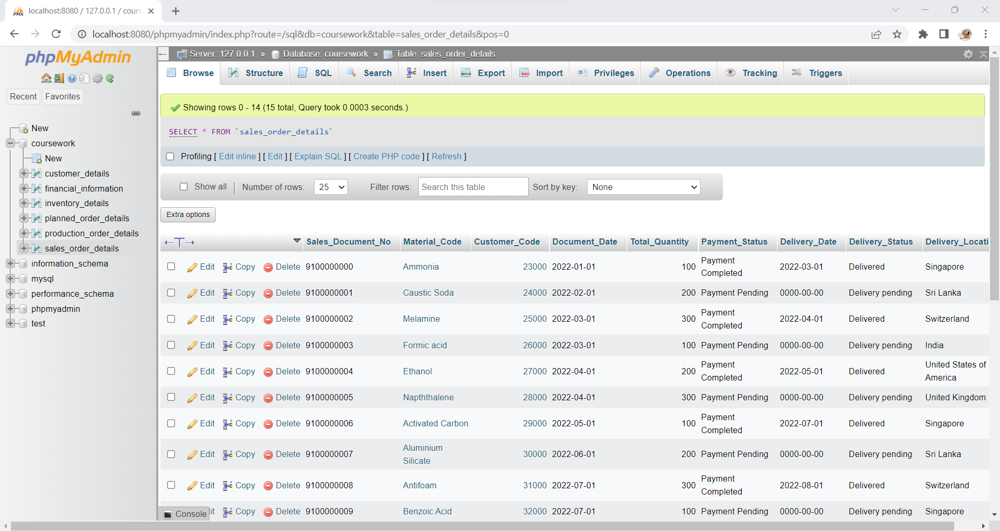 localhost:8080 / 127.0.0.1 / cours
localhost:8080/phpmyadmin/index.php?route=/sql&db=coursework&table=sales_order_details&pos=0
phpMyAdmin
Recent Favorites
New
coursework
New
customer_details
financial_information
inventory_details
planned_order_details
production_order_details
sales_order_details
information_schema
mysql
performance_schema
phpmyadmin
test
Server: 127.0.0.1 » Database: coursework » Table: sales_order_details
Browse Structure SQL Search Insert Export Import Privileges Operations Tracking Triggers
Showing rows 0 - 14 (15 total, Query took 0.0003 seconds.)
SELECT * FROM `sales_order_details`
Profiling [ Edit inline ] [ Edit ] [ Explain SQL ] [ Create PHP code ] [ Refresh ]
Show all Number of rows: 25 Filter rows: Search this table Sort by key: None
Extra options
Sales_Document_No Material_Code Customer_Code Document_Date Total_Quantity Payment_Status Delivery_Date Delivery_Status Delivery_Locati
Edit Copy Delete 9100000000 Ammonia 23000 2022-01-01 100 Payment Completed 2022-03-01 Delivered Singapore
Edit Copy Delete 9100000001 Caustic Soda 24000 2022-02-01 200 Payment Pending 0000-00-00 Delivery pending Sri Lanka
Edit Copy Delete 9100000002 Melamine 25000 2022-03-01 300 Payment Completed 2022-04-01 Delivered Switzerland
Edit Copy Delete 9100000003 Formic acid 26000 2022-03-01 100 Payment Pending 0000-00-00 Delivery pending India
Edit Copy Delete 9100000004 Ethanol 27000 2022-04-01 200 Payment Completed 2022-05-01 Delivered United States of America
Edit Copy Delete 9100000005 Napththalene 28000 2022-04-01 300 Payment Pending 0000-00-00 Delivery pending United Kingdom
Edit Copy Delete 9100000006 Activated Carbon 29000 2022-05-01 100 Payment Completed 2022-07-01 Delivered Singapore
Edit Copy Delete 9100000007 Aluminium Silicate 30000 2022-06-01 200 Payment Pending 0000-00-00 Delivery pending Sri Lanka
Edit Copy Delete 9100000008 Antifoam 31000 2022-07-01 300 Payment Completed 2022-08-01 Delivered Switzerland
Console it Copy Delete 9100000009 Benzoic Acid 32000 2022-07-01 100 Payment Pending 0000-00-00 Delivery pending Singapore